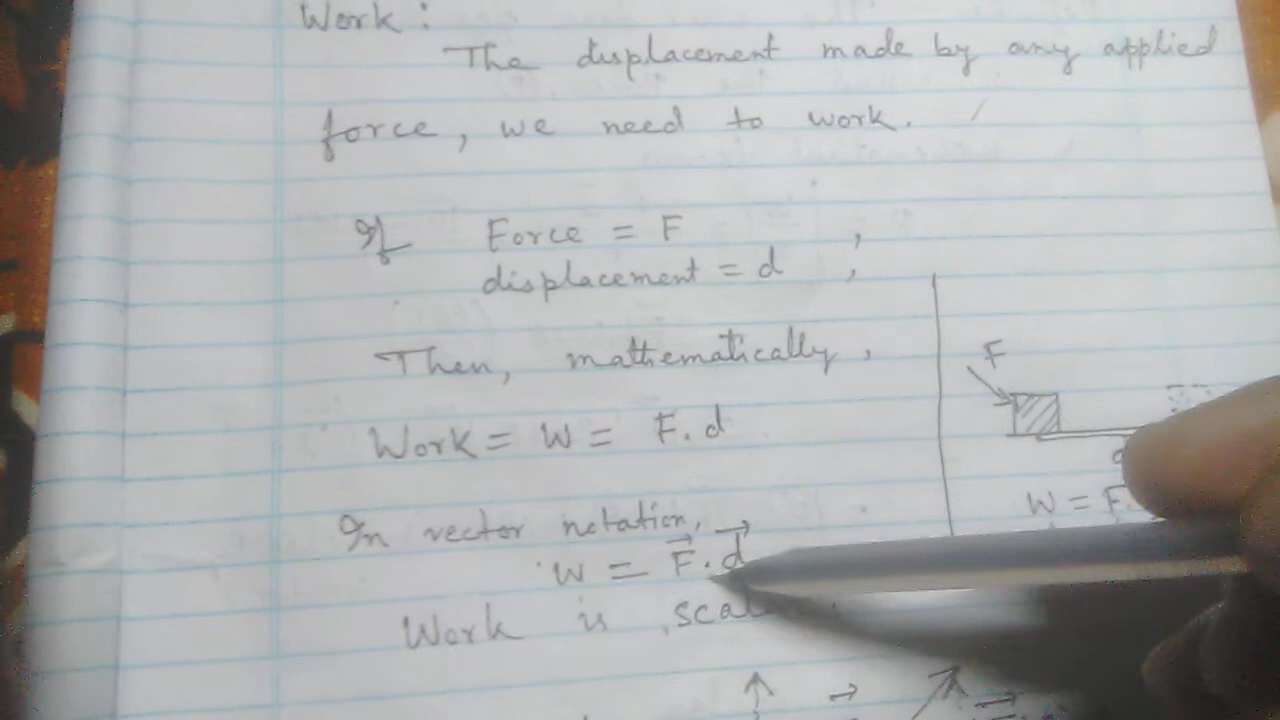 Work :
The displacement made by any applied
force, we need to work.
If Force = F ,
displacement = d ,
Then, mathematically,
Work = W = F. d
In vector notation,
W = F⃗ . d⃗
Work is
F
W = F.